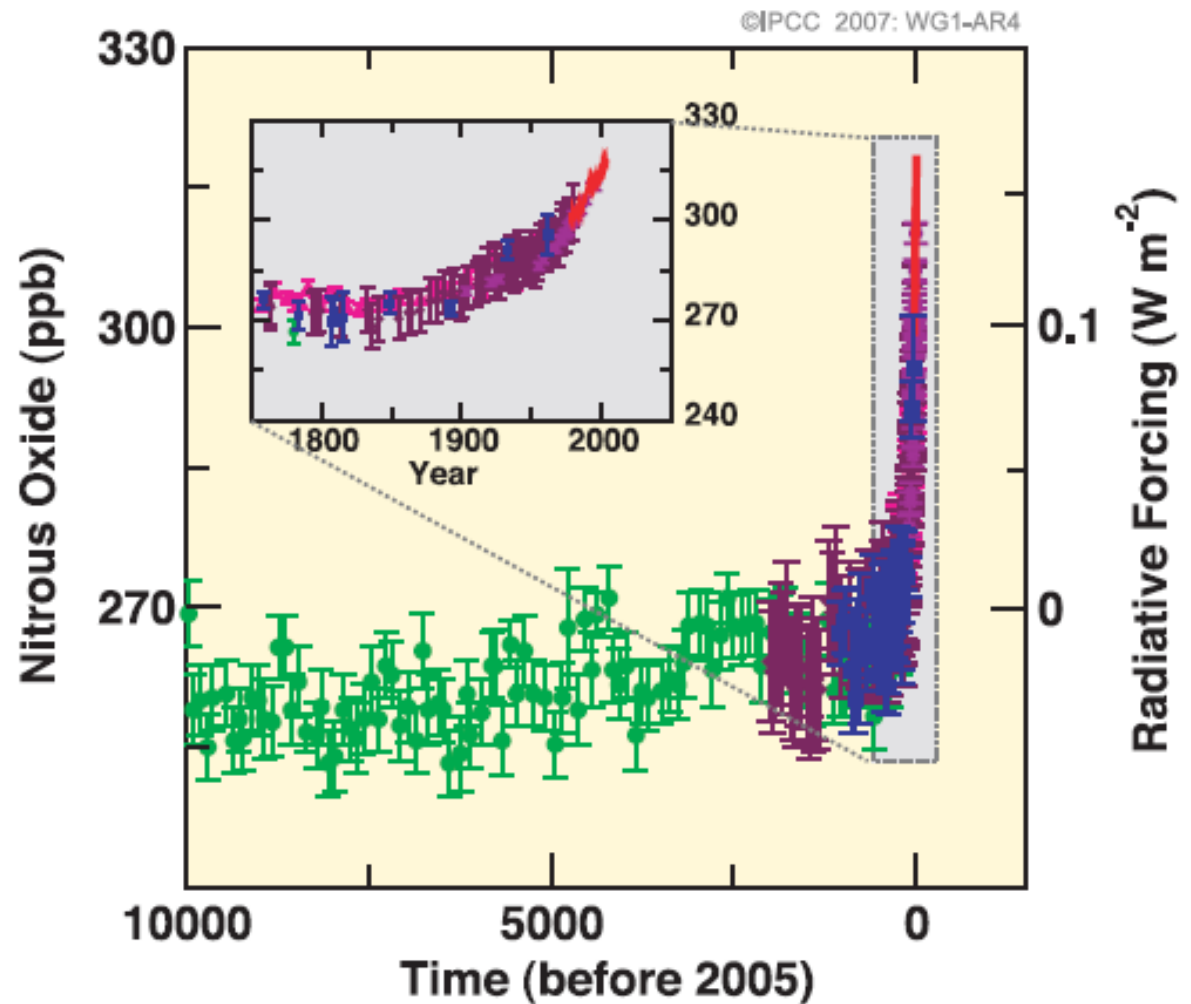 ©IPCC 2007: WG1-AR4
330
300
270
Nitrous Oxide (ppb)
330
300
270
240
1800 1900 2000
Year
0.1
0
Radiative Forcing (W m-2)
10000 5000 0
Time (before 2005)